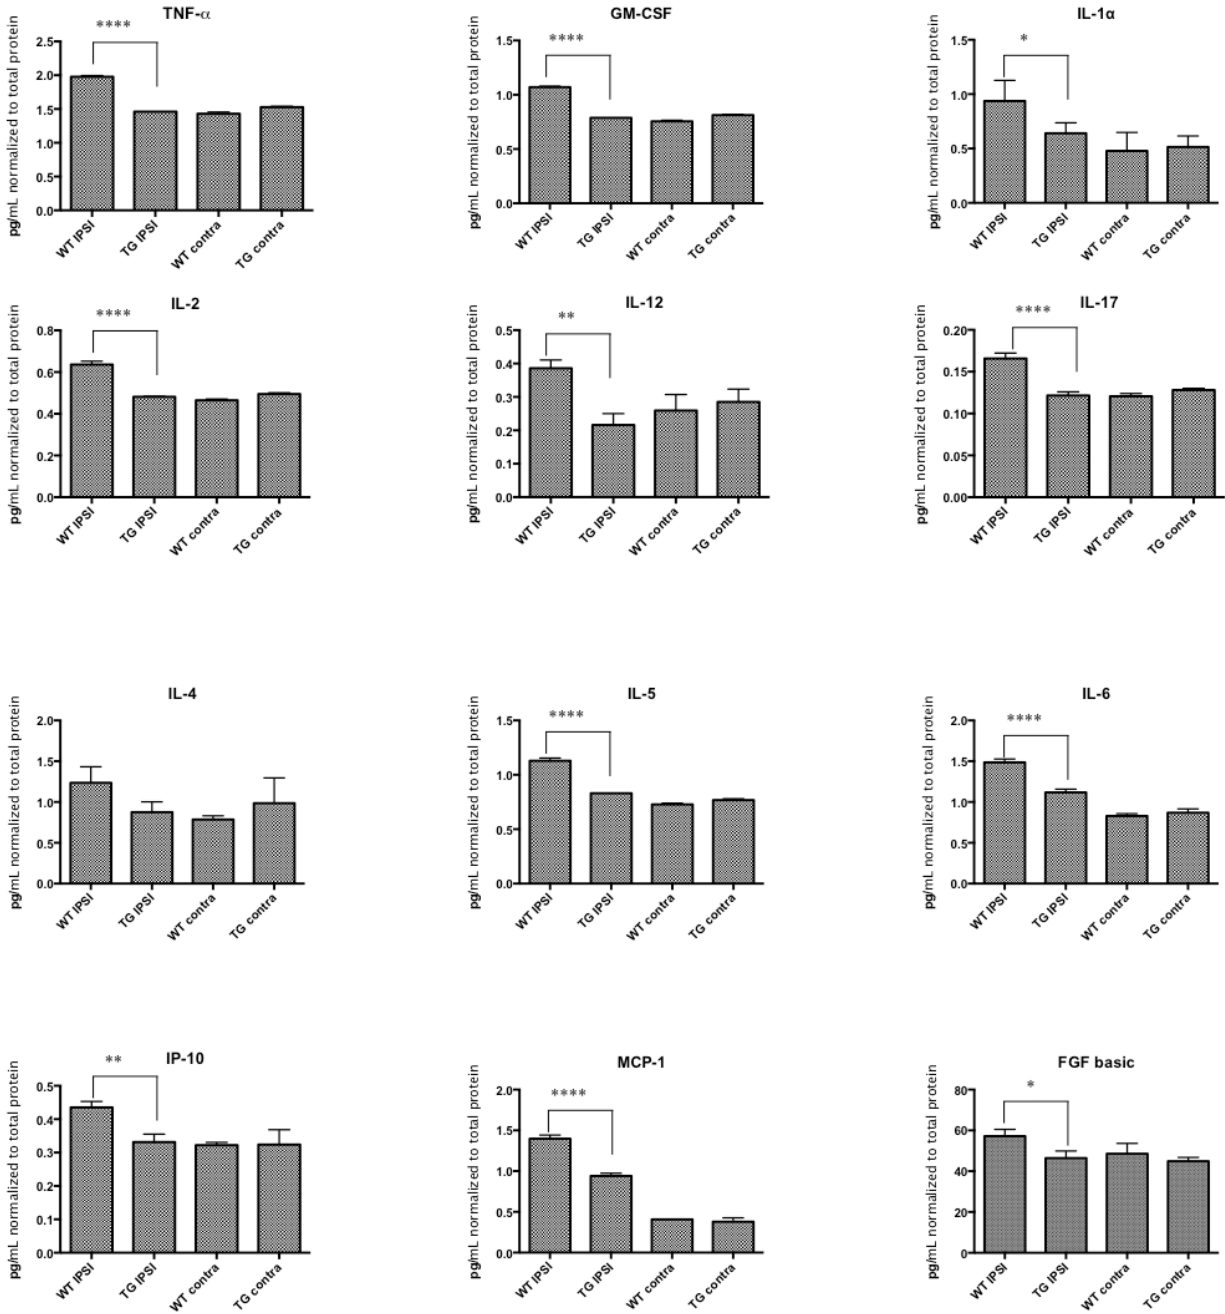 TNF-α
pg/mL normalized to total protein
****
2.5
2.0
1.5
1.0
0.5
0.0
WT IPSI
TG IPSI
WT contra
TG contra
GM-CSF
pg/mL normalized to total protein
****
1.5
1.0
0.5
0.0
WT IPSI
TG IPSI
WT contra
TG contra
IL-1α
pg/mL normalized to total protein
*
1.5
1.0
0.5
0.0
WT IPSI
TG IPSI
WT contra
TG contra
IL-2
pg/mL normalized to total protein
****
0.8
0.6
0.4
0.2
0.0
WT IPSI
TG IPSI
WT contra
TG contra
IL-12
pg/mL normalized to total protein
**
0.5
0.4
0.3
0.2
0.1
0.0
WT IPSI
TG IPSI
WT contra
TG contra
IL-17
pg/mL normalized to total protein
****
0.20
0.15
0.10
0.05
0.00
WT IPSI
TG IPSI
WT contra
TG contra
IL-4
pg/mL normalized to total protein
2.0
1.5
1.0
0.5
0.0
WT IPSI
TG IPSI
WT contra
TG contra
IL-5
pg/mL normalized to total protein
****
1.5
1.0
0.5
0.0
WT IPSI
TG IPSI
WT contra
TG contra
IL-6
pg/mL normalized to total protein
****
2.0
1.5
1.0
0.5
0.0
WT IPSI
TG IPSI
WT contra
TG contra
IP-10
pg/mL normalized to total protein
**
0.5
0.4
0.3
0.2
0.1
0.0
WT IPSI
TG IPSI
WT contra
TG contra
MCP-1
pg/mL normalized to total protein
****
2.0
1.5
1.0
0.5
0.0
WT IPSI
TG IPSI
WT contra
TG contra
FGF basic
pg/mL normalized to total protein
*
80
60
40
20
0
WT IPSI
TG IPSI
WT contra
TG contra